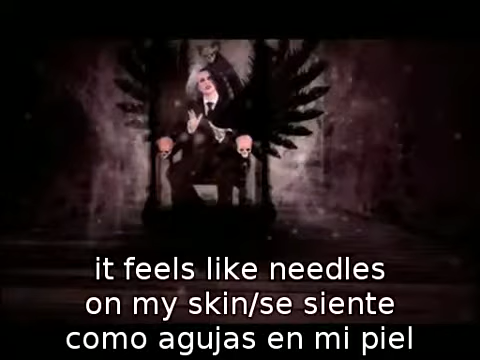 it feels like needles
on my skin/se siente
como agujas en mi piel